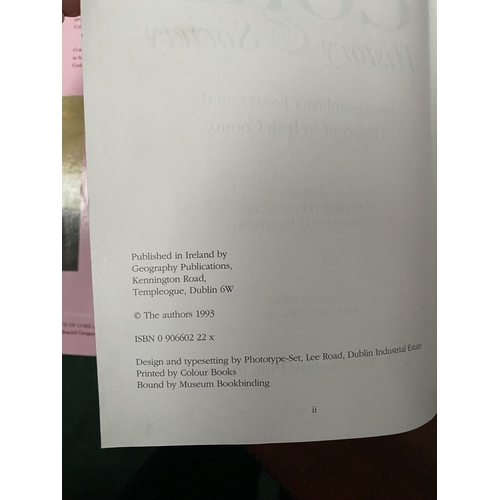 Published in Ireland by
Geography Publications,
Kennington Road,
Templeogue, Dublin 6W
© The authors 1993
ISBN 0 906602 22 x
Design and typesetting by Phototype-Set, Lee Road, Dublin Industrial Estate
Printed by Colour Books
Bound by Museum Bookbinding
ii